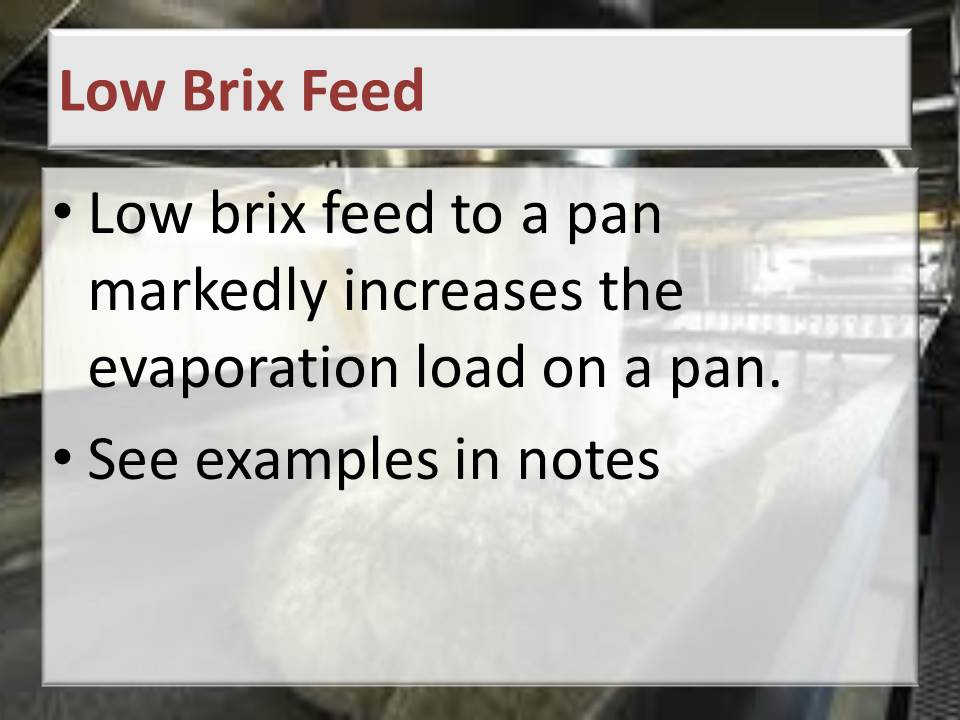 Low Brix Feed
• Low brix feed to a pan
markedly increases the
evaporation load on a pan.
• See examples in notes